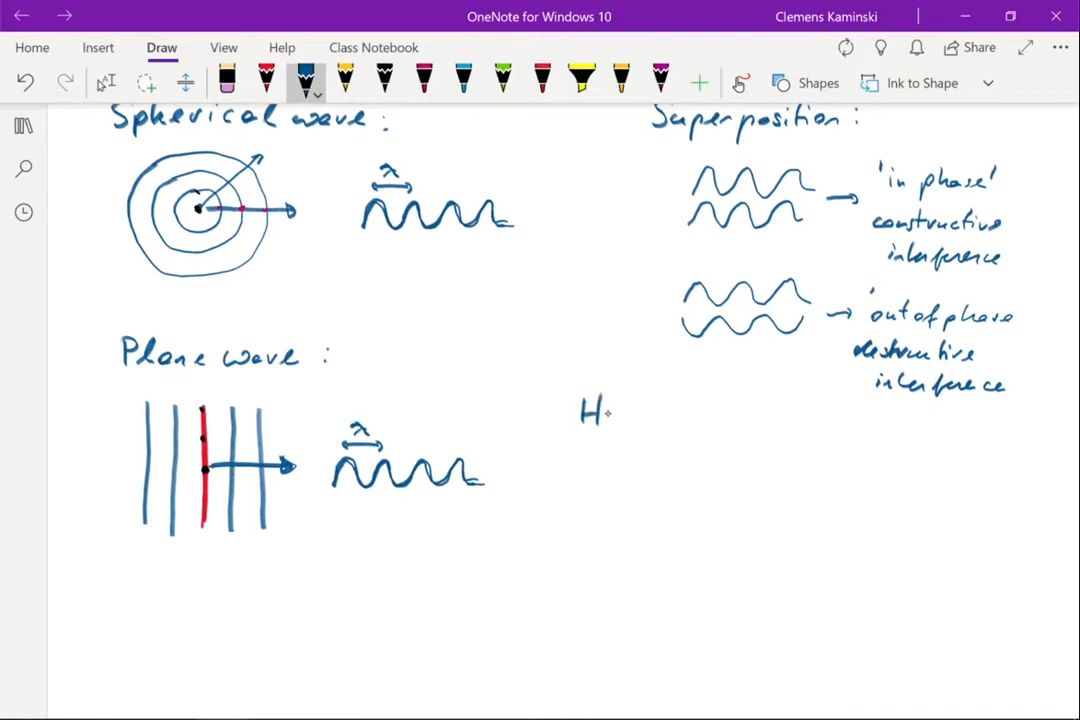 OneNote for Windows 10
Clemens Kaminski
Home Insert Draw View Help Class Notebook
Share
Shapes
Ink to Shape
Spherical wave :
λ
Superposition :
'in phase'
constructive
interference
'out of phase
destructive
interference
Plane wave :
λ
H